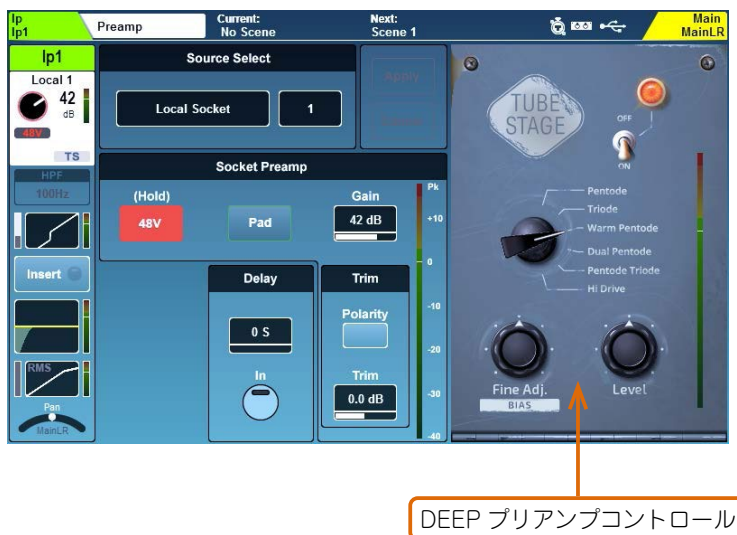 Ip
Ip1
Preamp
Current:
No Scene
Next:
Scene 1
Main
MainLR
Ip1
Local 1
42
dB
48V
TS
HPF
100Hz
Insert
RMS
Pan
MainLR
Source Select
Local Socket
1
Apply
Socket Preamp
(Hold)
48V
Pad
Gain
42 dB
Delay
0 S
In
Trim
Polarity
Trim
0.0 dB
Pk
+10
0
-10
-20
-30
-40
TUBE
STAGE
OFF
ON
Pentode
Triode
Warm Pentode
Dual Pentode
Pentode Triode
Hi Drive
Fine Adj.
BIAS
Level
DEEP プリアンプコントロール